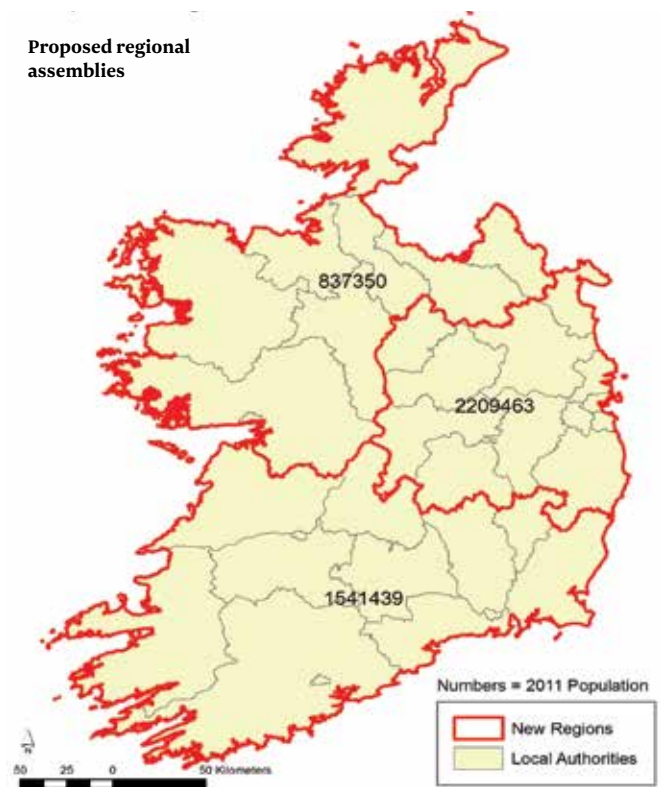 Proposed regional
assemblies
837350
2209463
1541439
Numbers = 2011 Population
New Regions
Local Authorities
N
50 25 0 50 Kilometers